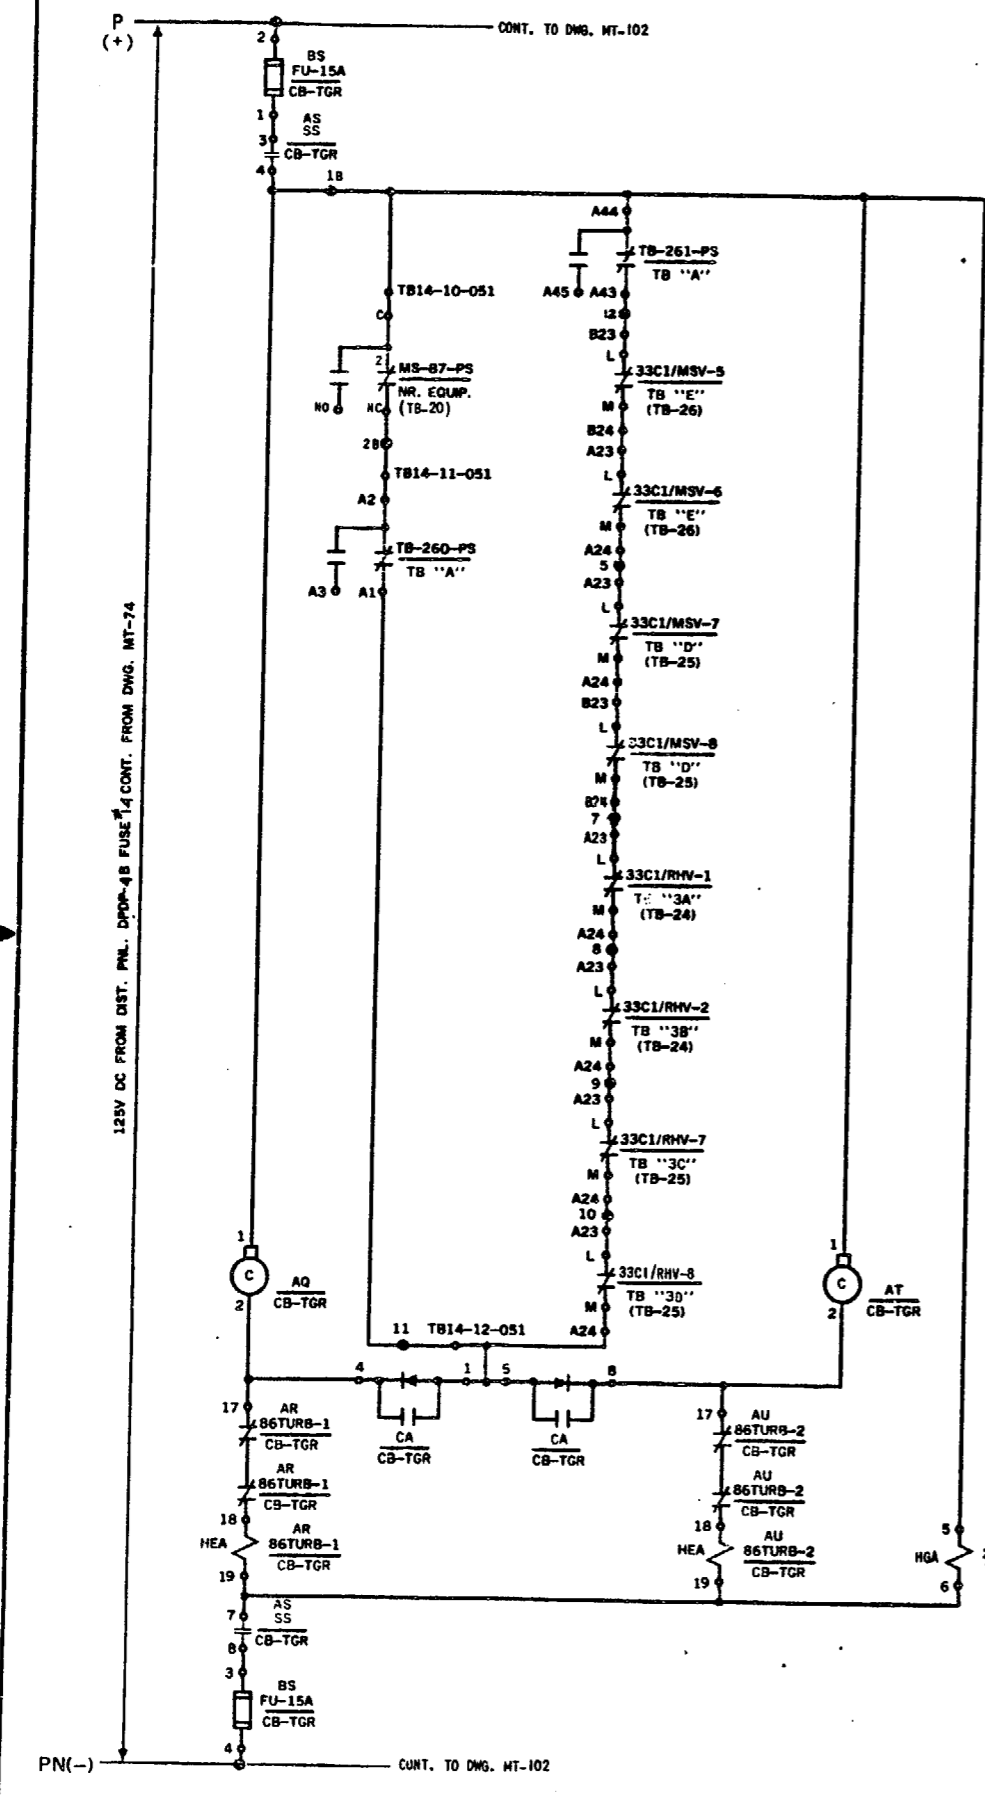 P
(+)
CONT. TO DWG. MT-102
2
BS
FU-15A
CB-TGR
1
AS
SS
3
CB-TGR
4
1B
A44
TB-261-PS
TB "A"
A45
A43
12
B23
L
33C1/MSV-5
TB "E"
(TB-26)
M
B24
A23
L
33C1/MSV-6
TB "E"
(TB-26)
M
A24
5
A23
L
33C1/MSV-7
TB "D"
(TB-25)
M
A24
B23
L
33C1/MSV-8
TB "D"
(TB-25)
M
B24
7
A23
L
33C1/RHV-1
"3A"
(TB-24)
M
A24
8
A23
L
33C1/RHV-2
TB "3B"
(TB-24)
M
A24
9
A23
L
33C1/RHV-7
TB "3C"
(TB-25)
M
A24
10
A23
L
33C1/RHV-8
TB "3D"
(TB-25)
M
A24
TB14-10-051
C
2
MS-87-PS
NR. EQUIP.
(TB-20)
NO
NC
2B
TB14-11-051
A2
TB-260-PS
TB "A"
A3
A1
125V DC FROM DIST. PNL. DPDP-4B FUSE #14 CONT. FROM DWG. MT-74
1
C
AQ
CB-TGR
2
1
C
AT
CB-TGR
2
11
TB14-12-051
4
1
5
8
CA
CB-TGR
CA
CB-TGR
17
AR
86TURB-1
CB-TGR
AR
86TURB-1
CB-TGR
18
HEA
AR
86TURB-1
CB-TGR
19
17
AU
86TURB-2
CB-TGR
AU
86TURB-2
CB-TGR
18
HEA
AU
86TURB-2
CB-TGR
19
5
HGA
6
7
AS
SS
CB-TGR
8
3
BS
FU-15A
CB-TGR
4
PN(-)
CONT. TO DWG. MT-102